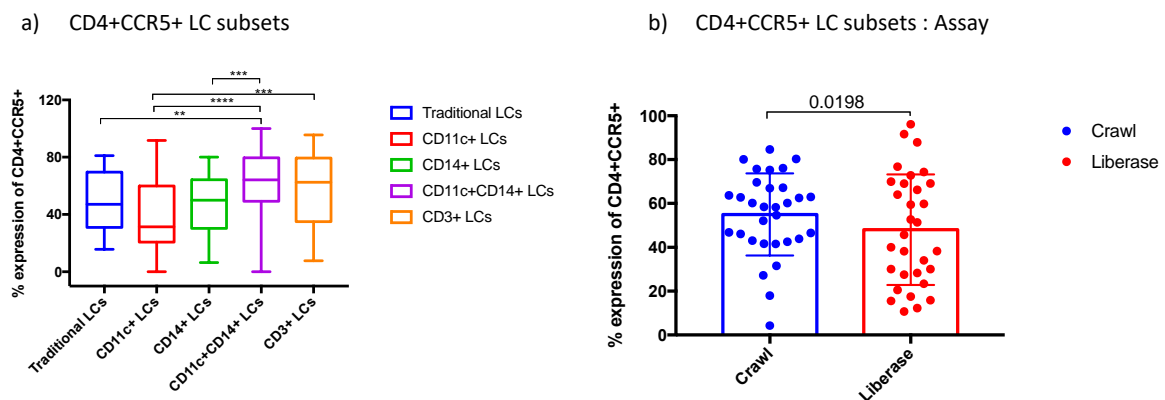 a) CD4+CCR5+ LC subsets
% expression of CD4+CCR5+
120
80
40
0
***
***
****
**
Traditional LCs
CD11c+ LCs
CD14+ LCs
CD11c+CD14+ LCs
CD3+ LCs
Traditional LCs
CD11c+ LCs
CD14+ LCs
CD11c+CD14+ LCs
CD3+ LCs
b) CD4+CCR5+ LC subsets : Assay
% expression of CD4+CCR5+
100
80
60
40
20
0
0.0198
Crawl
Liberase
Crawl
Liberase